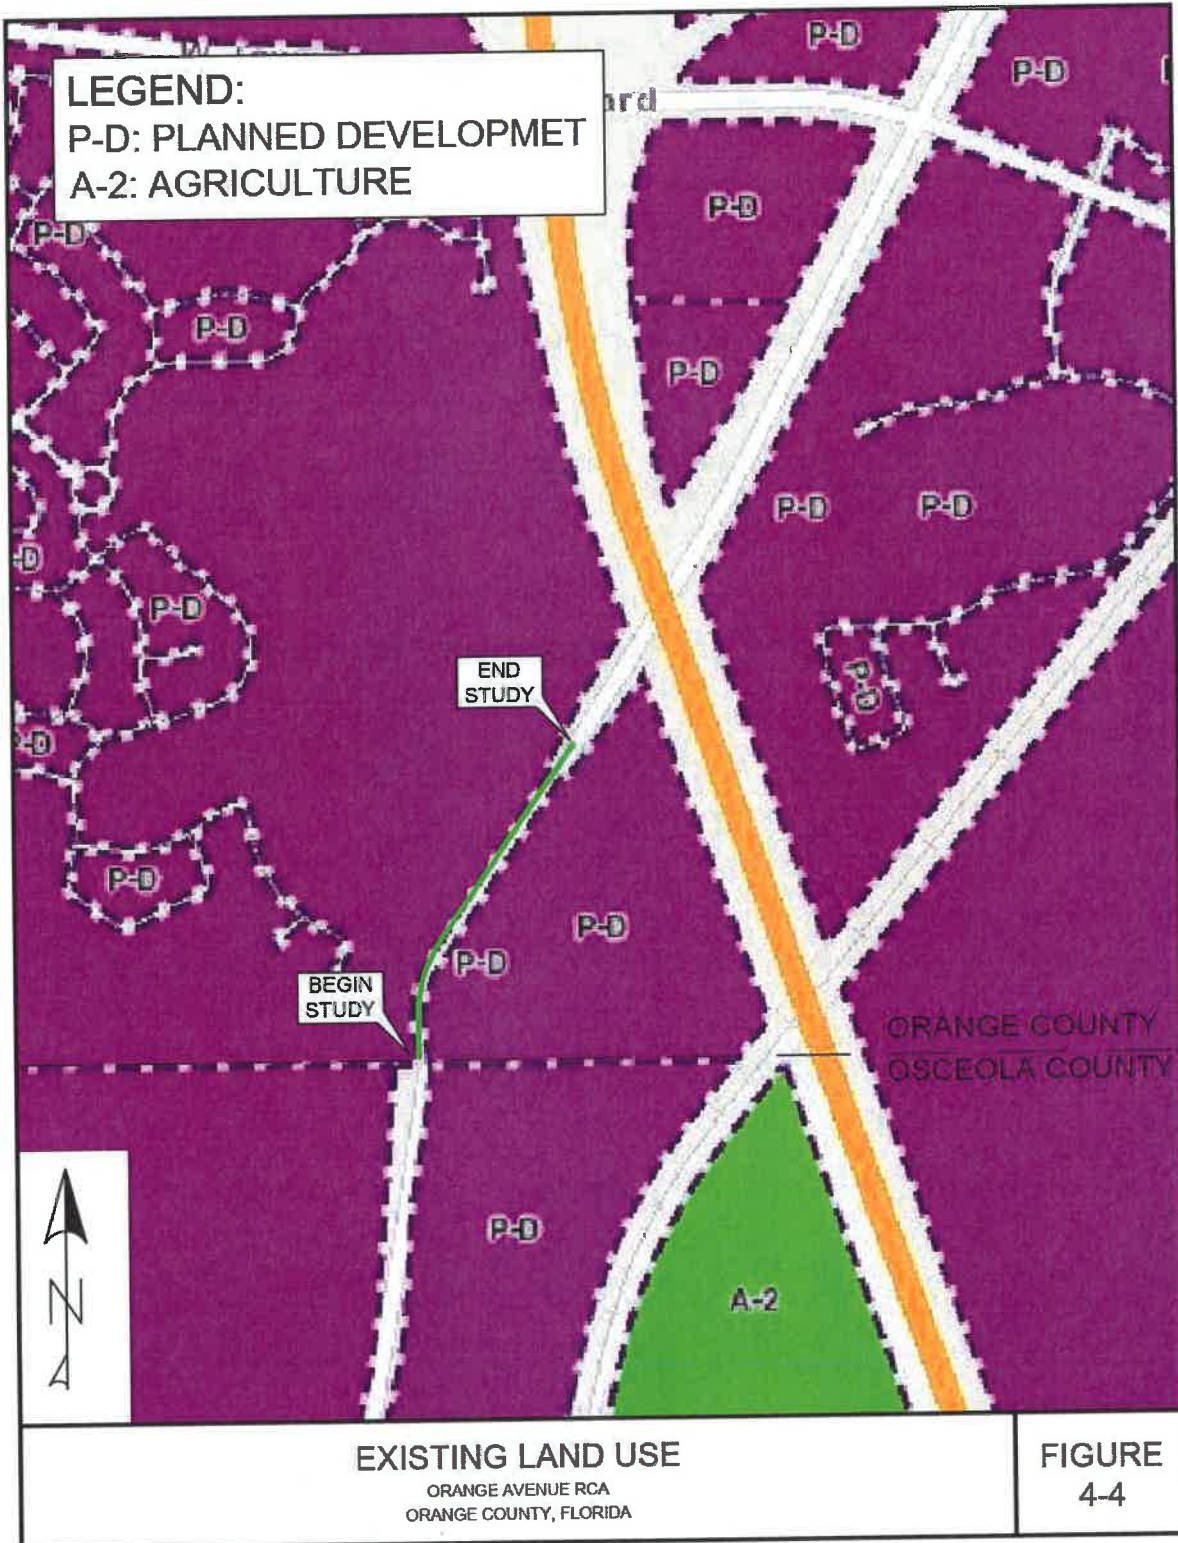 P-D
P-D
LEGEND:
P-D: PLANNED DEVELOPMET
A-2: AGRICULTURE
P-D
P-D
P-D
P-D
P-D
P-D
-D
P-D
END
STUDY
P-D
-D
P-D
P-D
P-D
BEGIN
STUDY
ORANGE COUNTY
OSCEOLA COUNTY
P-D
A-2
N
EXISTING LAND USE
ORANGE AVENUE RCA
ORANGE COUNTY, FLORIDA
FIGURE
4-4